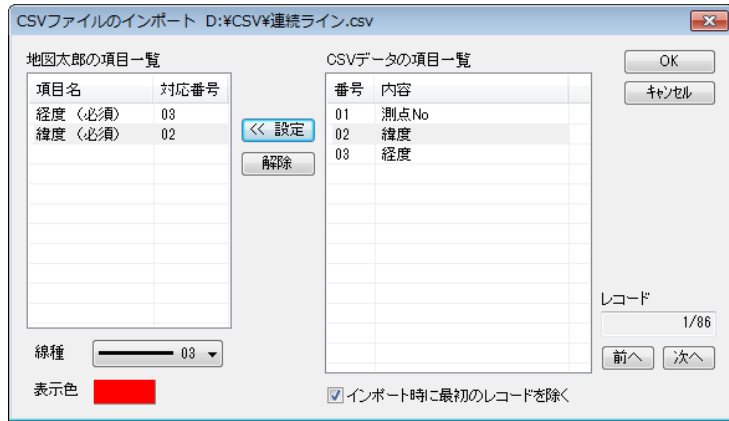 CSVファイルのインポート D:¥CSV¥連続ライン.csv
地図太郎の項目一覧
項目名 対応番号
経度（必須） 03
緯度（必須） 02
<< 設定
解除
線種 03
表示色
CSVデータの項目一覧
番号 内容
01 測点No
02 緯度
03 経度
インポート時に最初のレコードを除く
OK
キャンセル
レコード
1/86
前へ 次へ